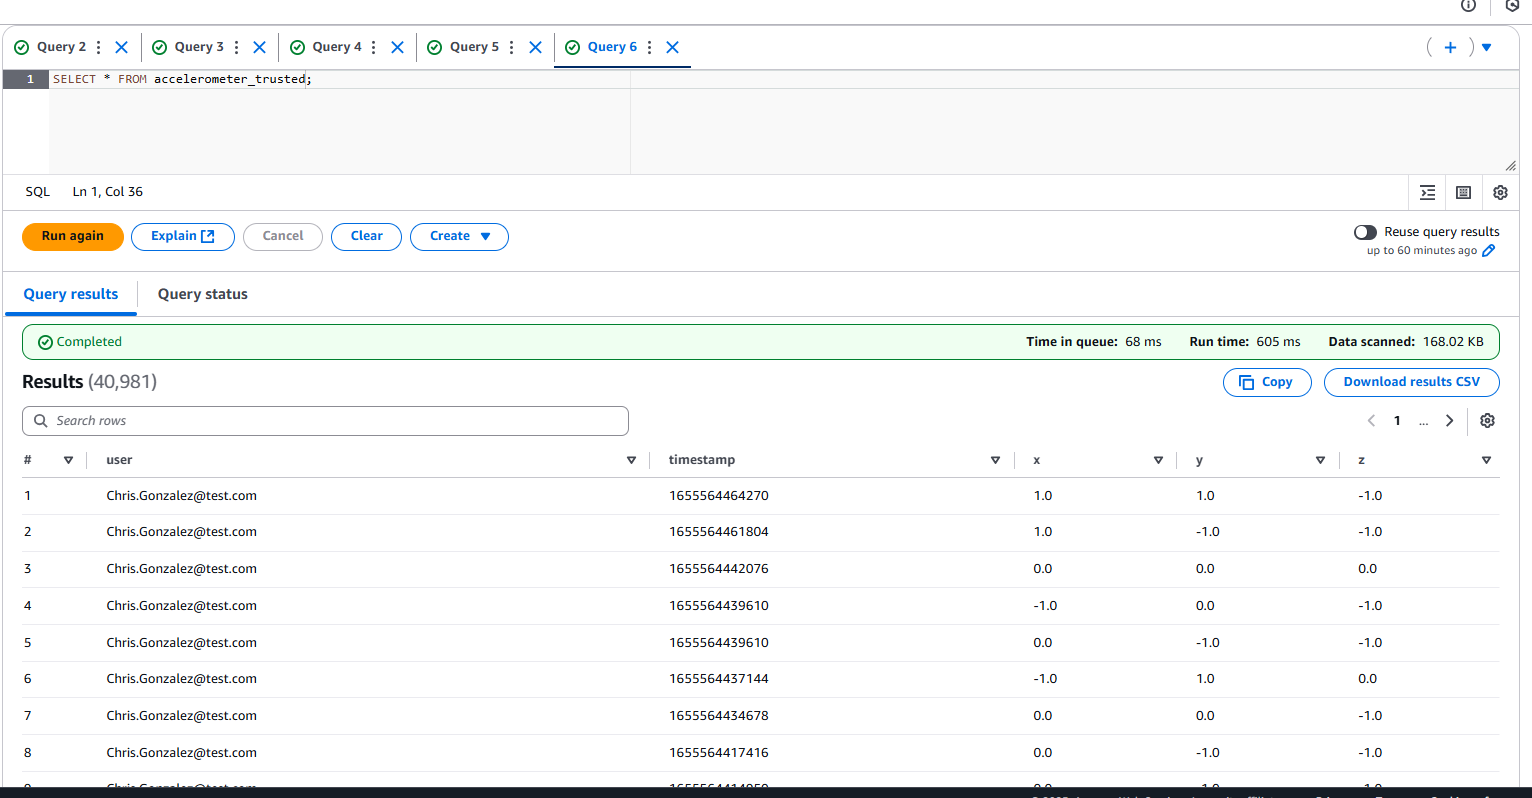 Query 2 Query 3 Query 4 Query 5 Query 6
1 SELECT * FROM accelerometer_trusted;
SQL Ln 1, Col 36
Run again Explain Cancel Clear Create Reuse query results
up to 60 minutes ago
Query results Query status
Completed Time in queue: 68 ms Run time: 605 ms Data scanned: 168.02 KB
Results (40,981) Copy Download results CSV
Search rows 1 ...
# user timestamp x y z
1 Chris.Gonzalez@test.com 1655564464270 1.0 1.0 -1.0
2 Chris.Gonzalez@test.com 1655564461804 1.0 -1.0 -1.0
3 Chris.Gonzalez@test.com 1655564442076 0.0 0.0 0.0
4 Chris.Gonzalez@test.com 1655564439610 -1.0 0.0 -1.0
5 Chris.Gonzalez@test.com 1655564439610 0.0 -1.0 -1.0
6 Chris.Gonzalez@test.com 1655564437144 -1.0 1.0 0.0
7 Chris.Gonzalez@test.com 1655564434678 0.0 0.0 -1.0
8 Chris.Gonzalez@test.com 1655564417416 0.0 -1.0 -1.0